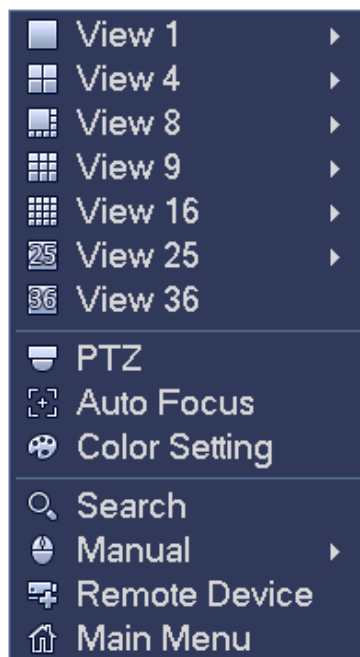 View 1
View 4
View 8
View 9
View 16
25 View 25
36 View 36
PTZ
Auto Focus
Color Setting
Search
Manual
Remote Device
Main Menu